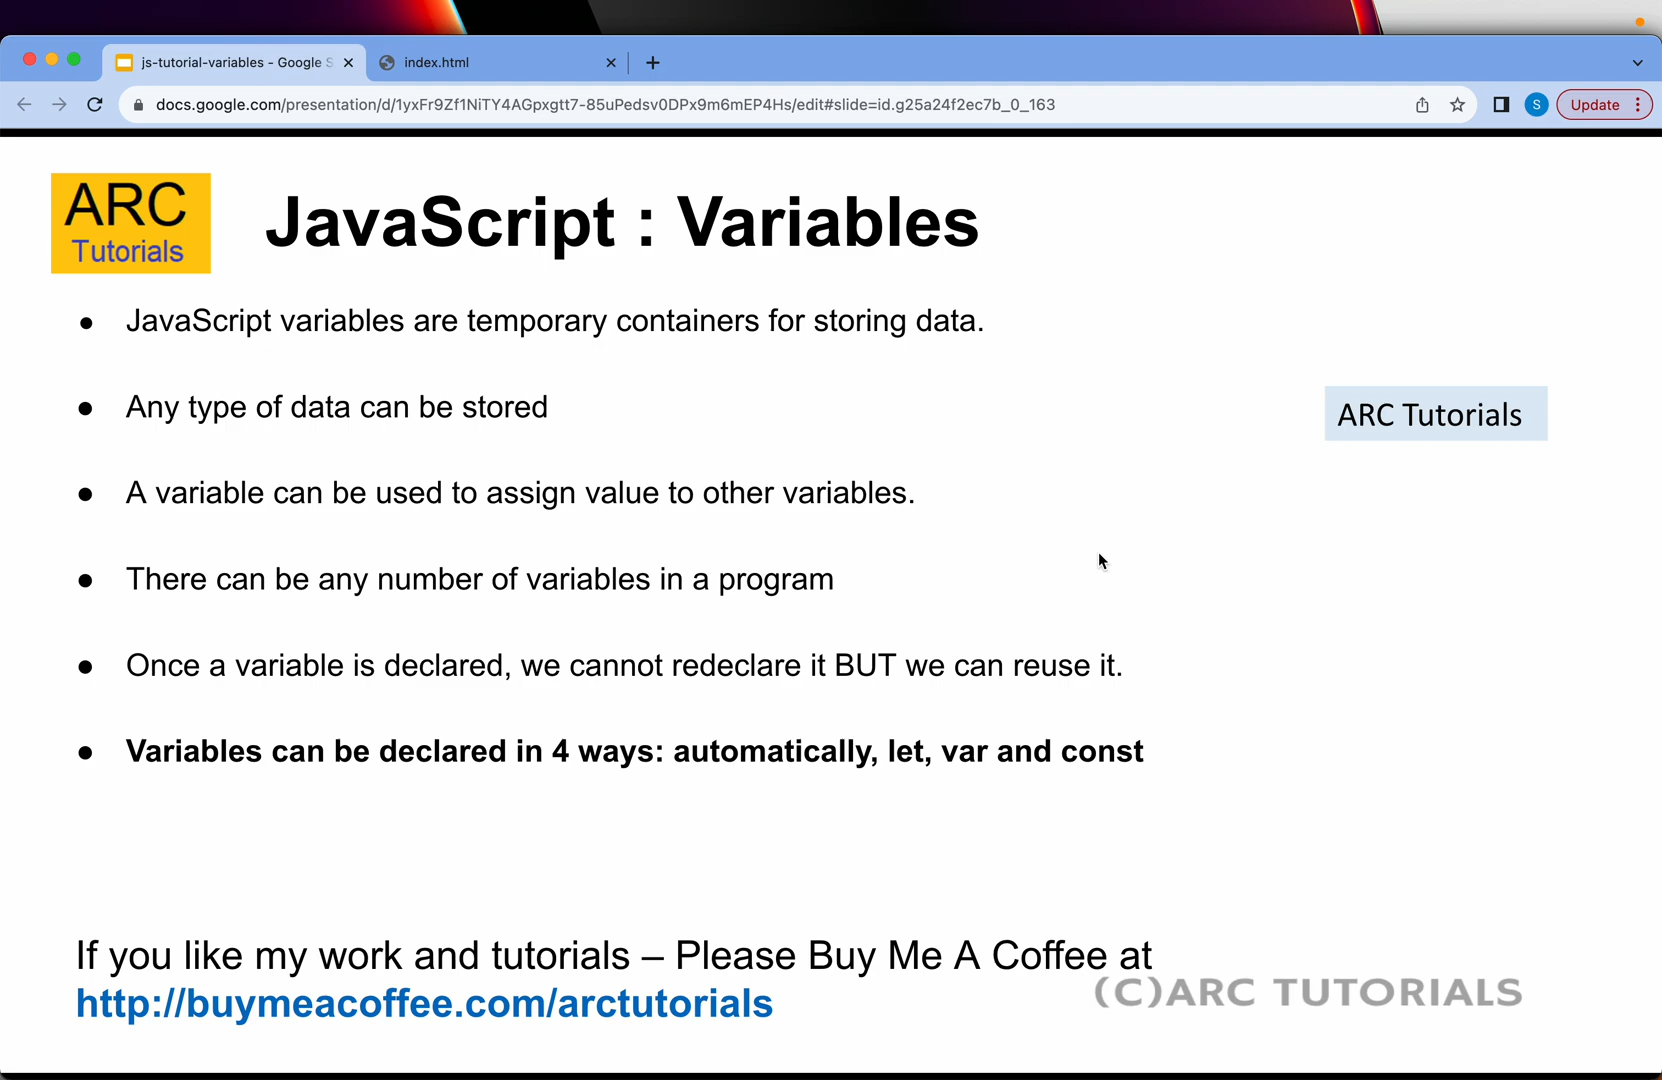 js-tutorial-variables - Google S
index.html
docs.google.com/presentation/d/1yxFr9Zf1NiTY4AGpxgtt7-85uPedsv0DPx9m6mEP4Hs/edit#slide=id.g25a24f2ec7b_0_163
S
Update
ARC
Tutorials
JavaScript : Variables
● JavaScript variables are temporary containers for storing data.
● Any type of data can be stored
ARC Tutorials
● A variable can be used to assign value to other variables.
● There can be any number of variables in a program
● Once a variable is declared, we cannot redeclare it BUT we can reuse it.
● Variables can be declared in 4 ways: automatically, let, var and const
If you like my work and tutorials – Please Buy Me A Coffee at
http://buymeacoffee.com/arctutorials
(C)ARC TUTORIALS